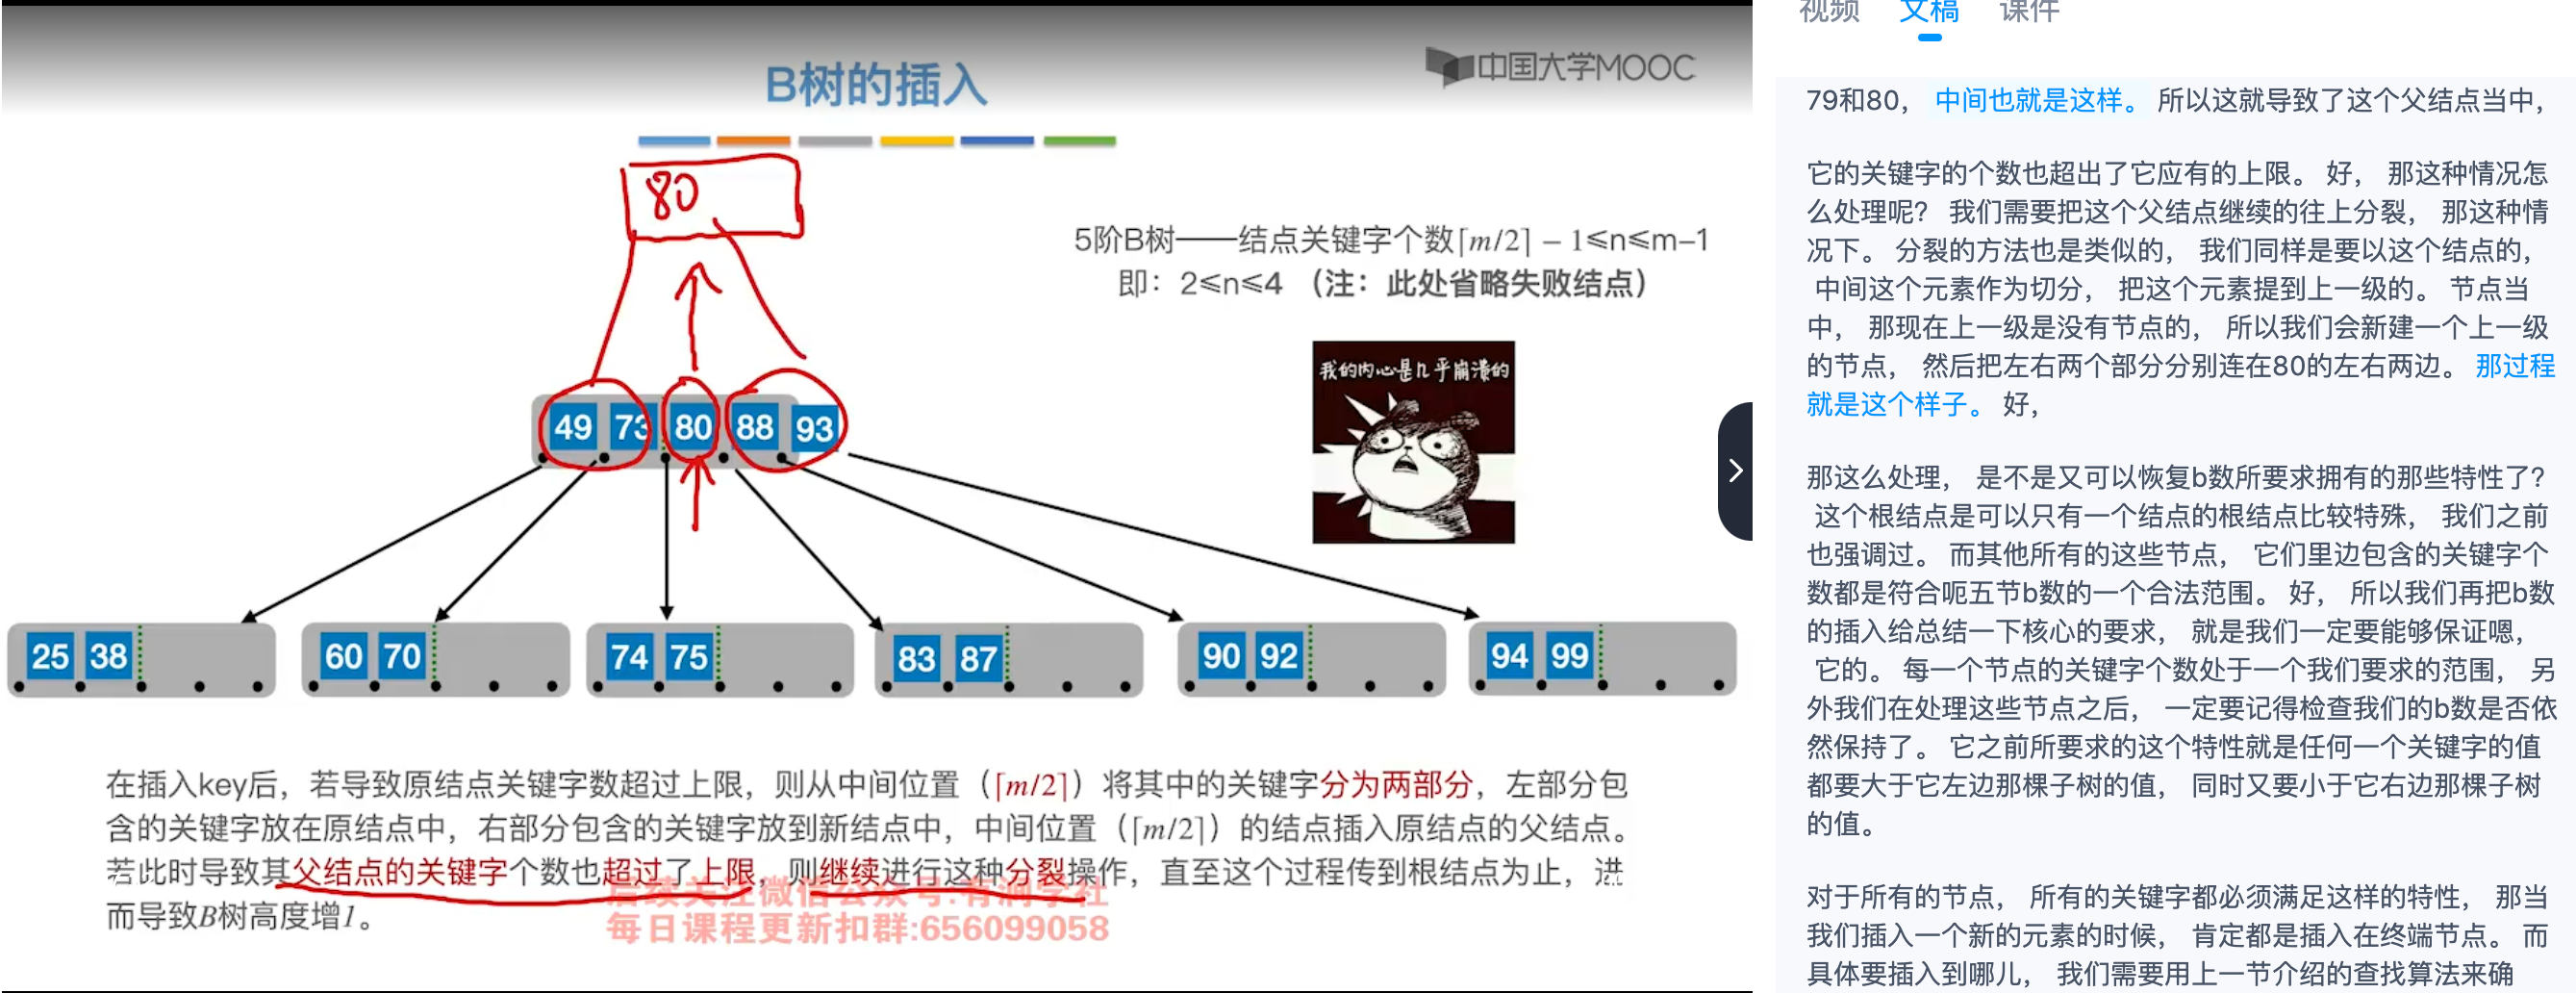 B树的插入
中国大学MOOC
80
5阶B树——结点关键字个数⌈m/2⌉ − 1≤n≤m−1
即：2≤n≤4 （注：此处省略失败结点）
我的内心是几乎崩溃的
49 73 80 88 93
25 38
60 70
74 75
83 87
90 92
94 99
在插入key后，若导致原结点关键字数超过上限，则从中间位置（⌈m/2⌉）将其中的关键字分为两部分，左部分包
含的关键字放在原结点中，右部分包含的关键字放到新结点中，中间位置（⌈m/2⌉）的结点插入原结点的父结点。
若此时导致其父结点的关键字个数也超过了上限，则继续进行这种分裂操作，直至这个过程传到根结点为止，进
而导致B树高度增1。
后续关注微信公众号:有涧学社
每日课程更新扣群:656099058
视频 文稿 课件
79和80， 中间也就是这样。 所以这就导致了这个父结点当中，
它的关键字的个数也超出了它应有的上限。 好， 那这种情况怎
么处理呢？ 我们需要把这个父结点继续的往上分裂， 那这种情
况下。 分裂的方法也是类似的， 我们同样是要以这个结点的，
中间这个元素作为切分， 把这个元素提到上一级的。 节点当
中， 那现在上一级是没有节点的， 所以我们会新建一个上一级
的节点， 然后把左右两个部分分别连在80的左右两边。 那过程
就是这个样子。 好，
那这么处理， 是不是又可以恢复b数所要求拥有的那些特性了？
这个根结点是可以只有一个结点的根结点比较特殊， 我们之前
也强调过。 而其他所有的这些节点， 它们里边包含的关键字个
数都是符合呃五节b数的一个合法范围。 好， 所以我们再把b数
的插入给总结一下核心的要求， 就是我们一定要能够保证嗯，
它的。 每一个节点的关键字个数处于一个我们要求的范围， 另
外我们在处理这些节点之后， 一定要记得检查我们的b数是否依
然保持了。 它之前所要求的这个特性就是任何一个关键字的值
都要大于它左边那棵子树的值， 同时又要小于它右边那棵子树
的值。
对于所有的节点， 所有的关键字都必须满足这样的特性， 那当
我们插入一个新的元素的时候， 肯定都是插入在终端节点。 而
具体要插入到哪儿， 我们需要用上一节介绍的查找算法来确